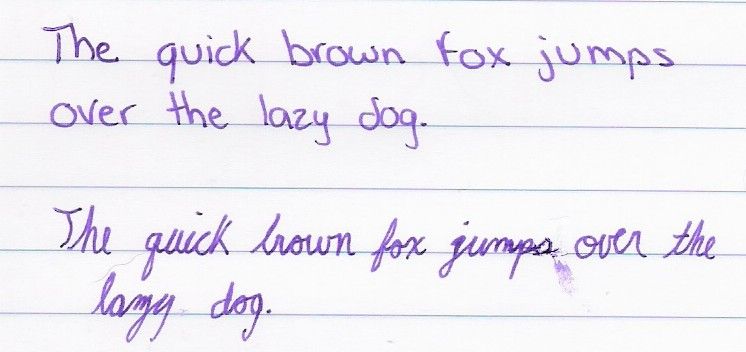 The quick brown fox jumps
over the lazy dog.
The quick brown fox jumps over the
lazy dog.